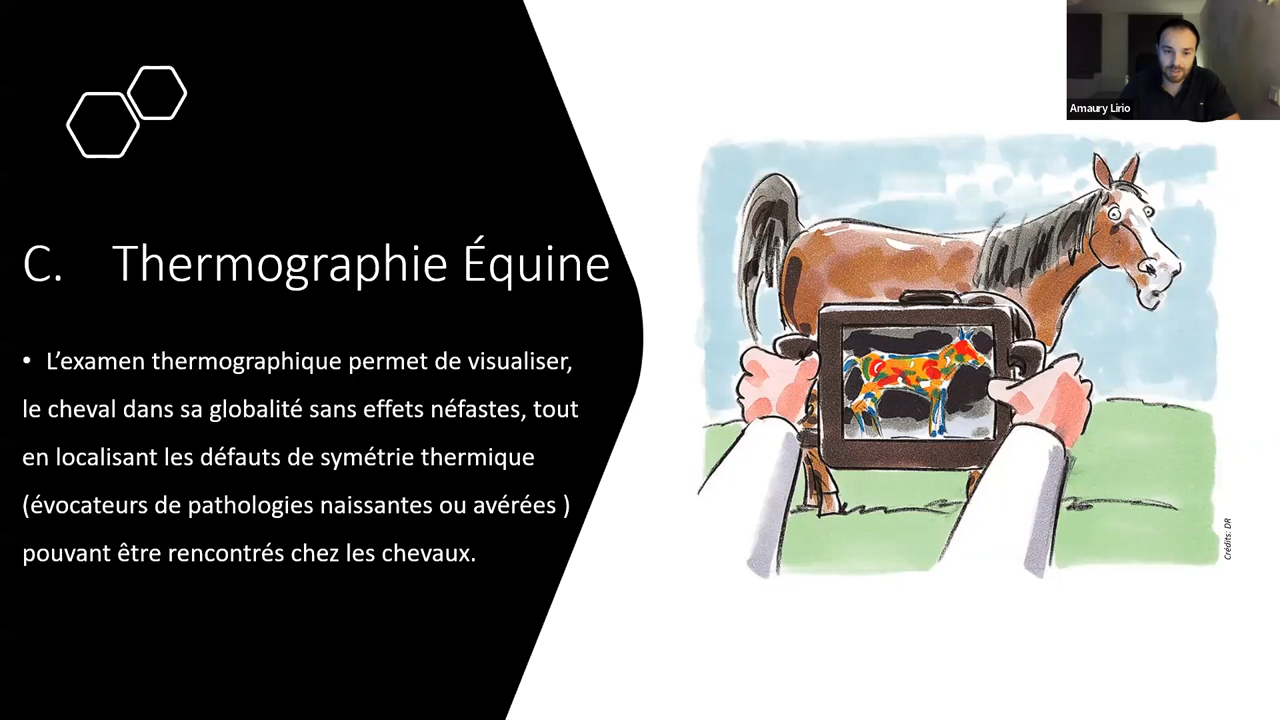 Amaury Lirio
C. Thermographie Équine
• L’examen thermographique permet de visualiser,
le cheval dans sa globalité sans effets néfastes, tout
en localisant les défauts de symétrie thermique
(évocateurs de pathologies naissantes ou avérées )
pouvant être rencontrés chez les chevaux.
Crédits: DR